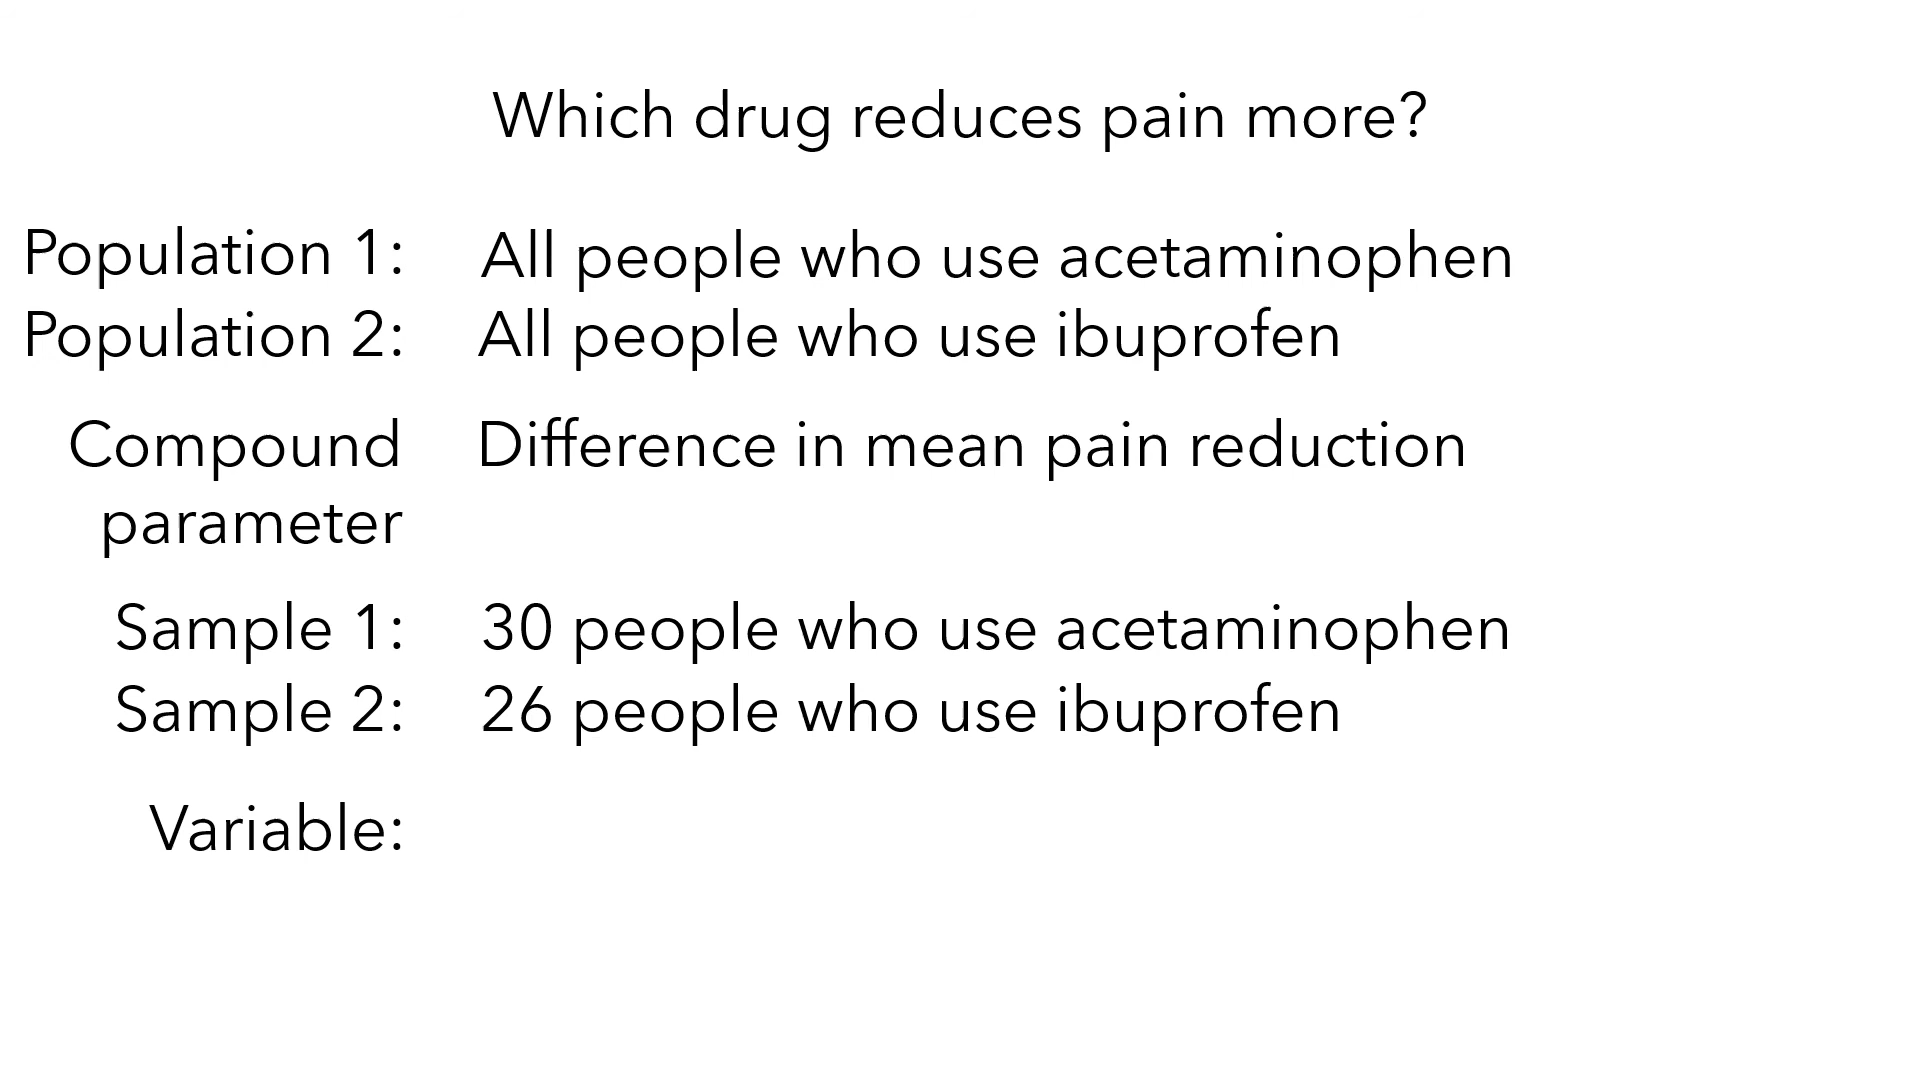 Which drug reduces pain more?
Population 1: All people who use acetaminophen
Population 2: All people who use ibuprofen
Compound Difference in mean pain reduction
parameter
Sample 1: 30 people who use acetaminophen
Sample 2: 26 people who use ibuprofen
Variable: